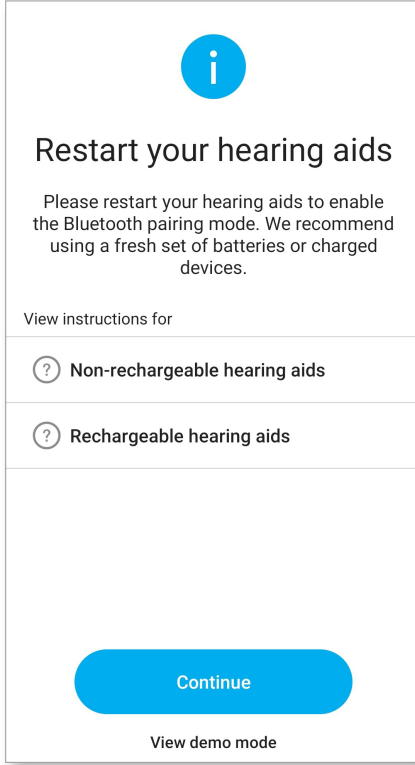 i
Restart your hearing aids
Please restart your hearing aids to enable
the Bluetooth pairing mode. We recommend
using a fresh set of batteries or charged
devices.
View instructions for
? Non-rechargeable hearing aids
? Rechargeable hearing aids
Continue
View demo mode